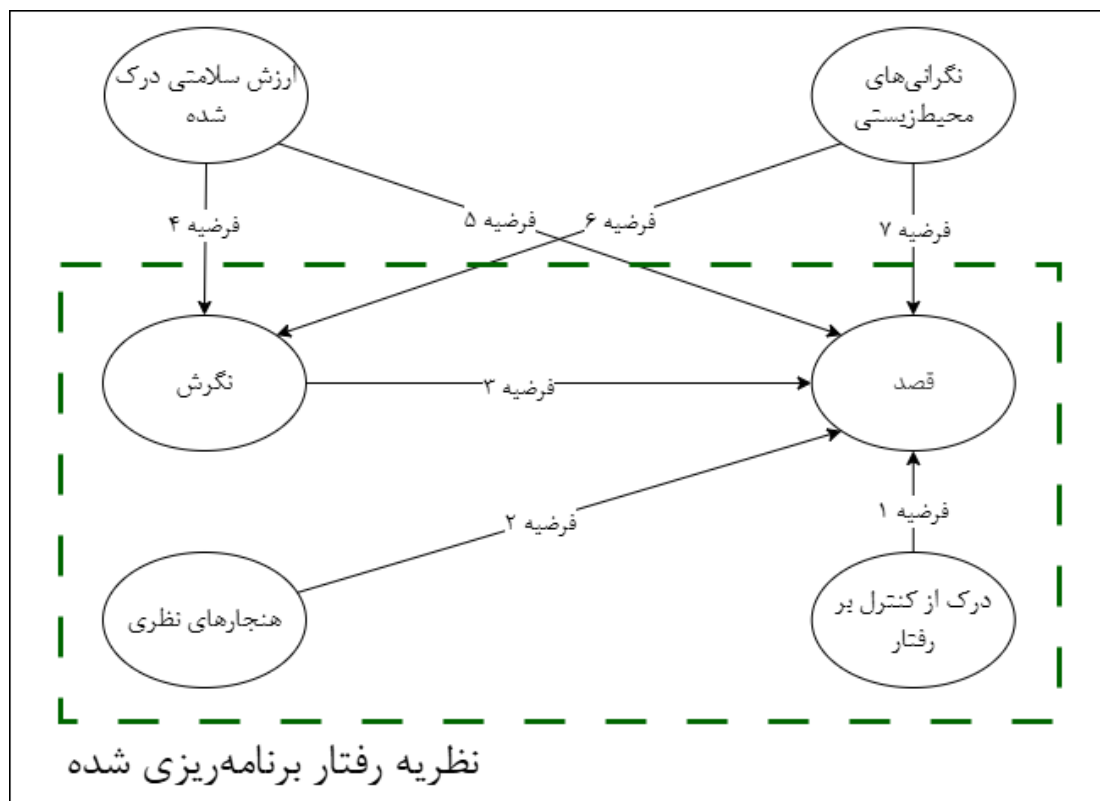 نگرانی‌های
محیط‌زیستی
ارزش سلامتی درک
شده
فرضیه ۷
فرضیه ۶
فرضیه ۵
فرضیه ۴
قصد
فرضیه ۳
نگرش
فرضیه ۱
فرضیه ۲
درک از کنترل بر
رفتار
هنجارهای نظری
نظریه رفتار برنامه‌ریزی شده